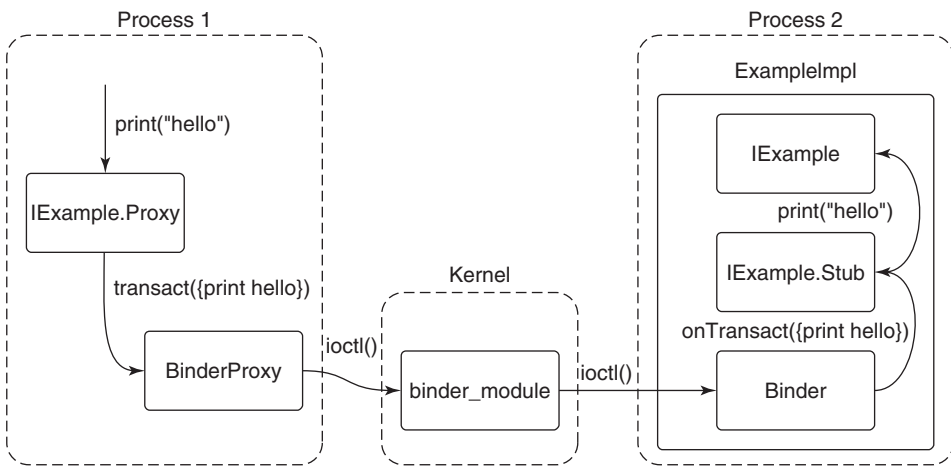 Process 1
Process 2
ExampleImpl
print("hello")
IExample
IExample.Proxy
print("hello")
transact({print hello})
Kernel
IExample.Stub
onTransact({print hello})
BinderProxy
ioctl()
binder_module
ioctl()
Binder